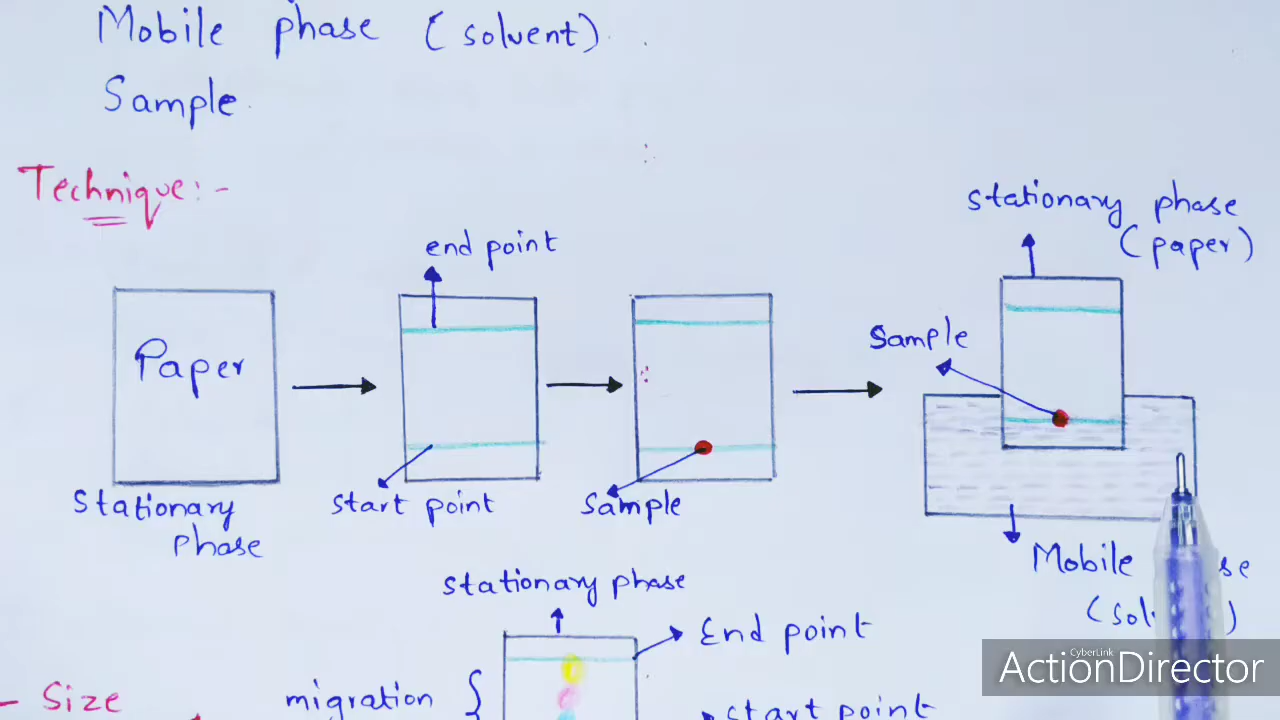 Mobile phase (solvent)
Sample
Technique:-
end point
stationary phase
(paper)
Paper
Sample
Stationary
Phase
start point
Sample
Mobile
stationary phase
End point
- Size
migration
start point
CyberLink
ActionDirector